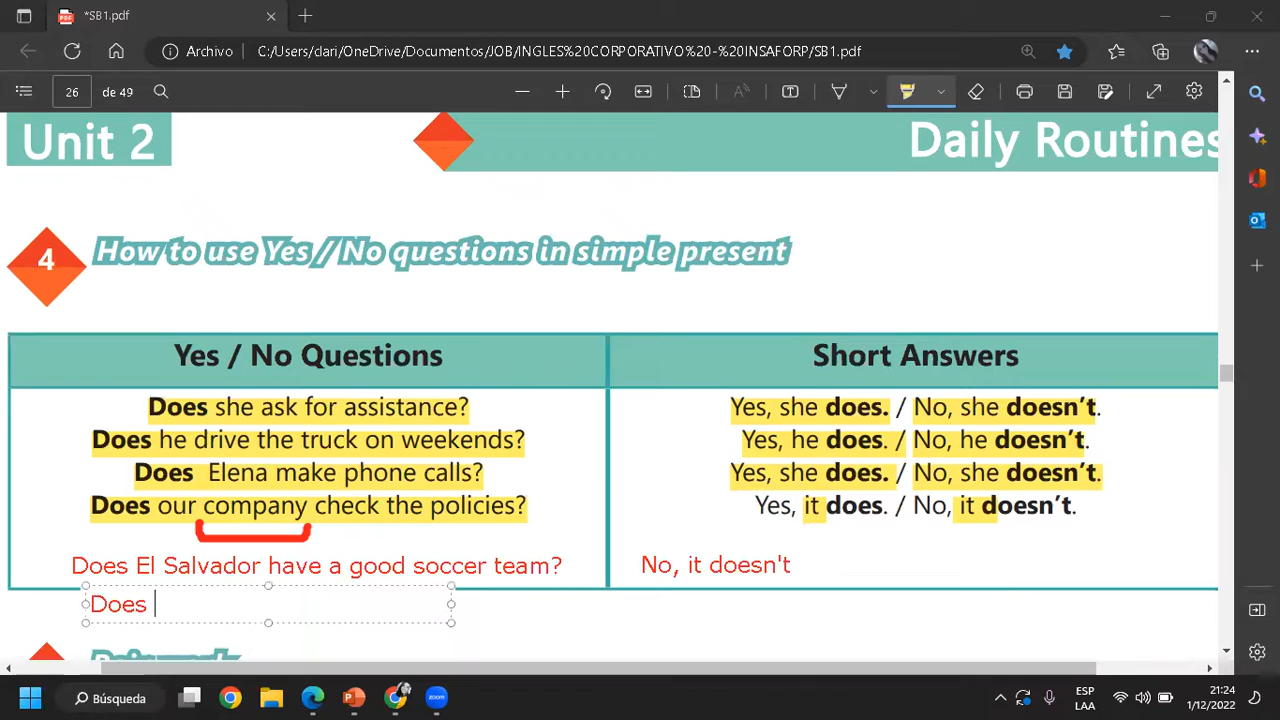 *SB1.pdf
Archivo C:/Users/clari/OneDrive/Documentos/JOB/INGLES%20CORPORATIVO%20-%20INSAFORP/SB1.pdf
26 de 49
Unit 2 Daily Routines
4 How to use Yes / No questions in simple present
Yes / No Questions Short Answers
Does she ask for assistance? Yes, she does. / No, she doesn't.
Does he drive the truck on weekends? Yes, he does. / No, he doesn't.
Does Elena make phone calls? Yes, she does. / No, she doesn't.
Does our company check the policies? Yes, it does. / No, it doesn't.
Does El Salvador have a good soccer team? No, it doesn't
Does
Búsqueda
ESP
LAA
21:24
1/12/2022